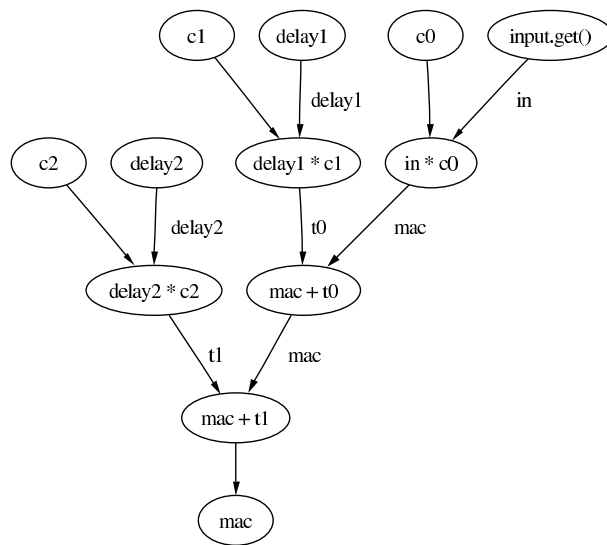 c1
delay1
c0
input.get()
delay1
in
c2
delay2
delay1 * c1
in * c0
delay2
t0
mac
delay2 * c2
mac + t0
t1
mac
mac + t1
mac